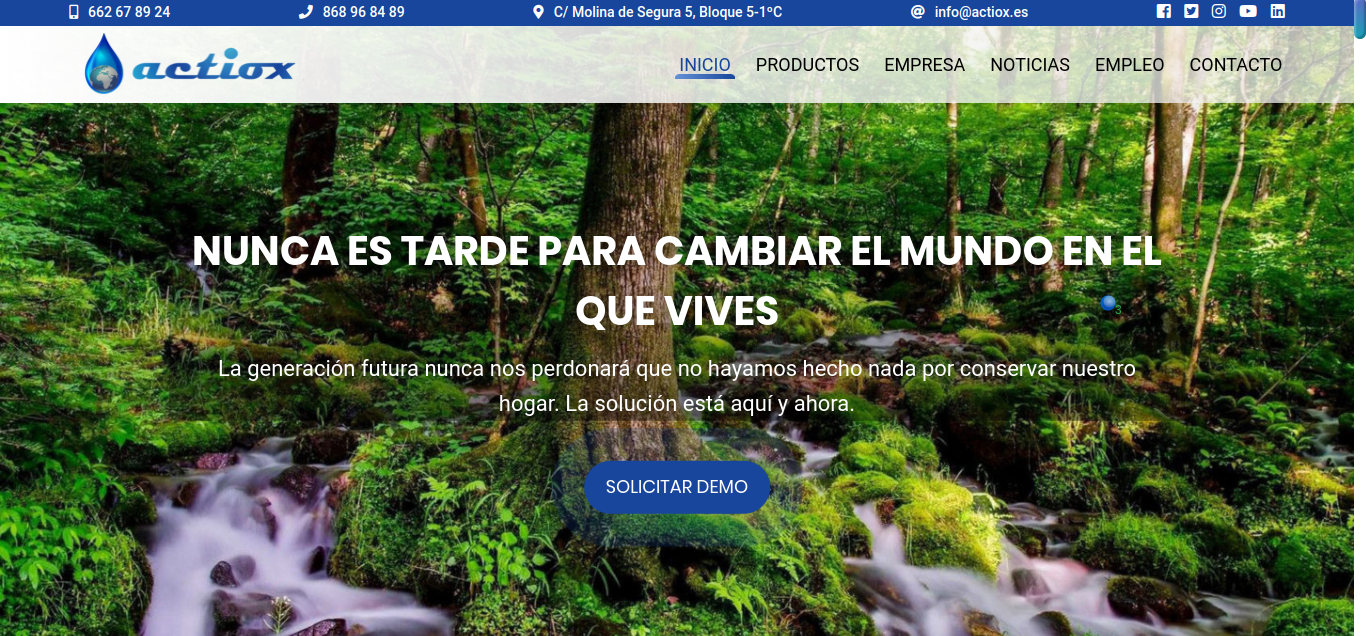 662 67 89 24
868 96 84 89
C/ Molina de Segura 5, Bloque 5-1ºC
info@actiox.es
actiox
INICIO
PRODUCTOS
EMPRESA
NOTICIAS
EMPLEO
CONTACTO
NUNCA ES TARDE PARA CAMBIAR EL MUNDO EN EL
QUE VIVES
La generación futura nunca nos perdonará que no hayamos hecho nada por conservar nuestro
hogar. La solución está aquí y ahora.
SOLICITAR DEMO